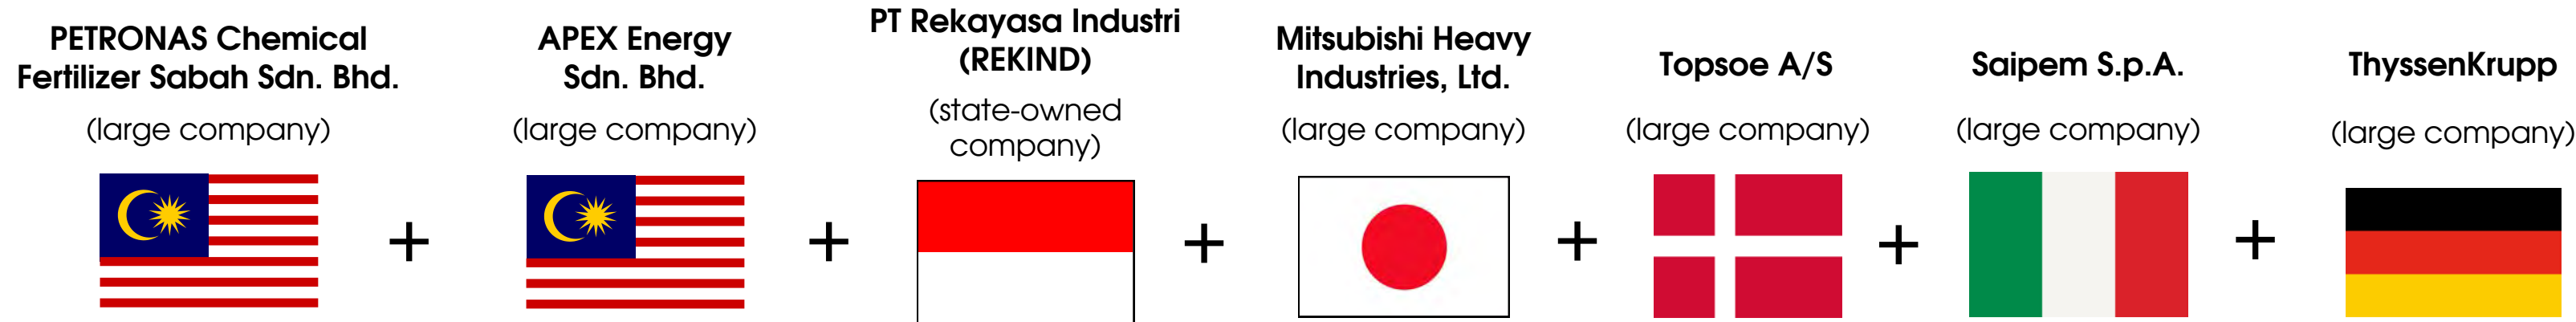 PETRONAS Chemical
Fertilizer Sabah Sdn. Bhd.
(large company)
+
APEX Energy
Sdn. Bhd.
(large company)
+
PT Rekayasa Industri
(REKIND)
(state-owned
company)
+
Mitsubishi Heavy
Industries, Ltd.
(large company)
+
Topsoe A/S
(large company)
+
Saipem S.p.A.
(large company)
+
ThyssenKrupp
(large company)